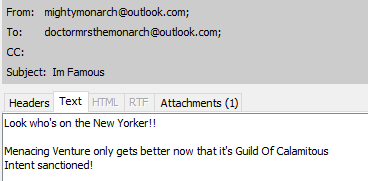 From: mightymonarch@outlook.com;
To: doctormrsthemonarch@outlook.com;
CC:
Subject: Im Famous
Headers Text HTML RTF Attachments (1)
Look who's on the New Yorker!!
Menacing Venture only gets better now that it's Guild Of Calamitous
Intent sanctioned!